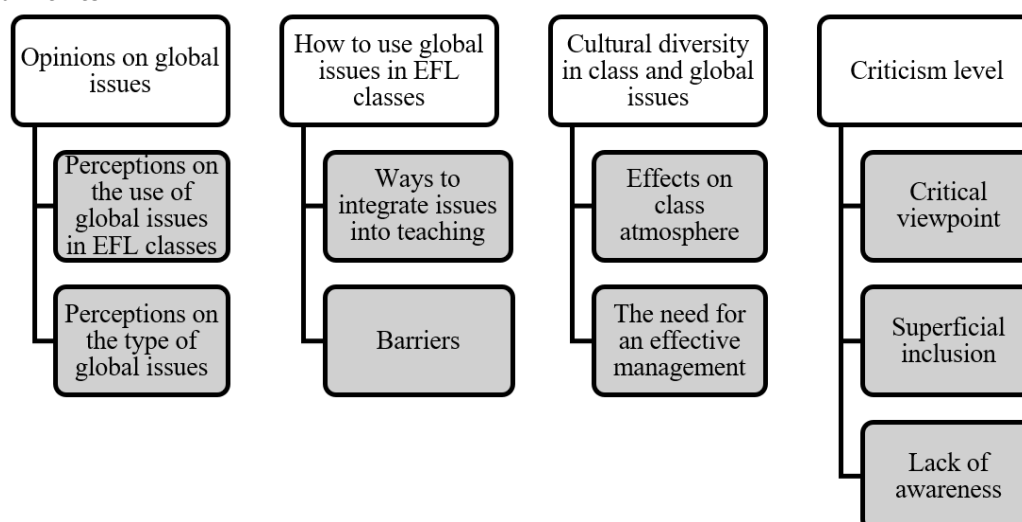 Opinions on global
issues
Perceptions on
the use of
global issues
in EFL classes
Perceptions on
the type of
global issues
How to use global
issues in EFL
classes
Ways to
integrate issues
into teaching
Barriers
Cultural diversity
in class and global
issues
Effects on
class
atmosphere
The need for
an effective
management
Criticism level
Critical
viewpoint
Superficial
inclusion
Lack of
awareness